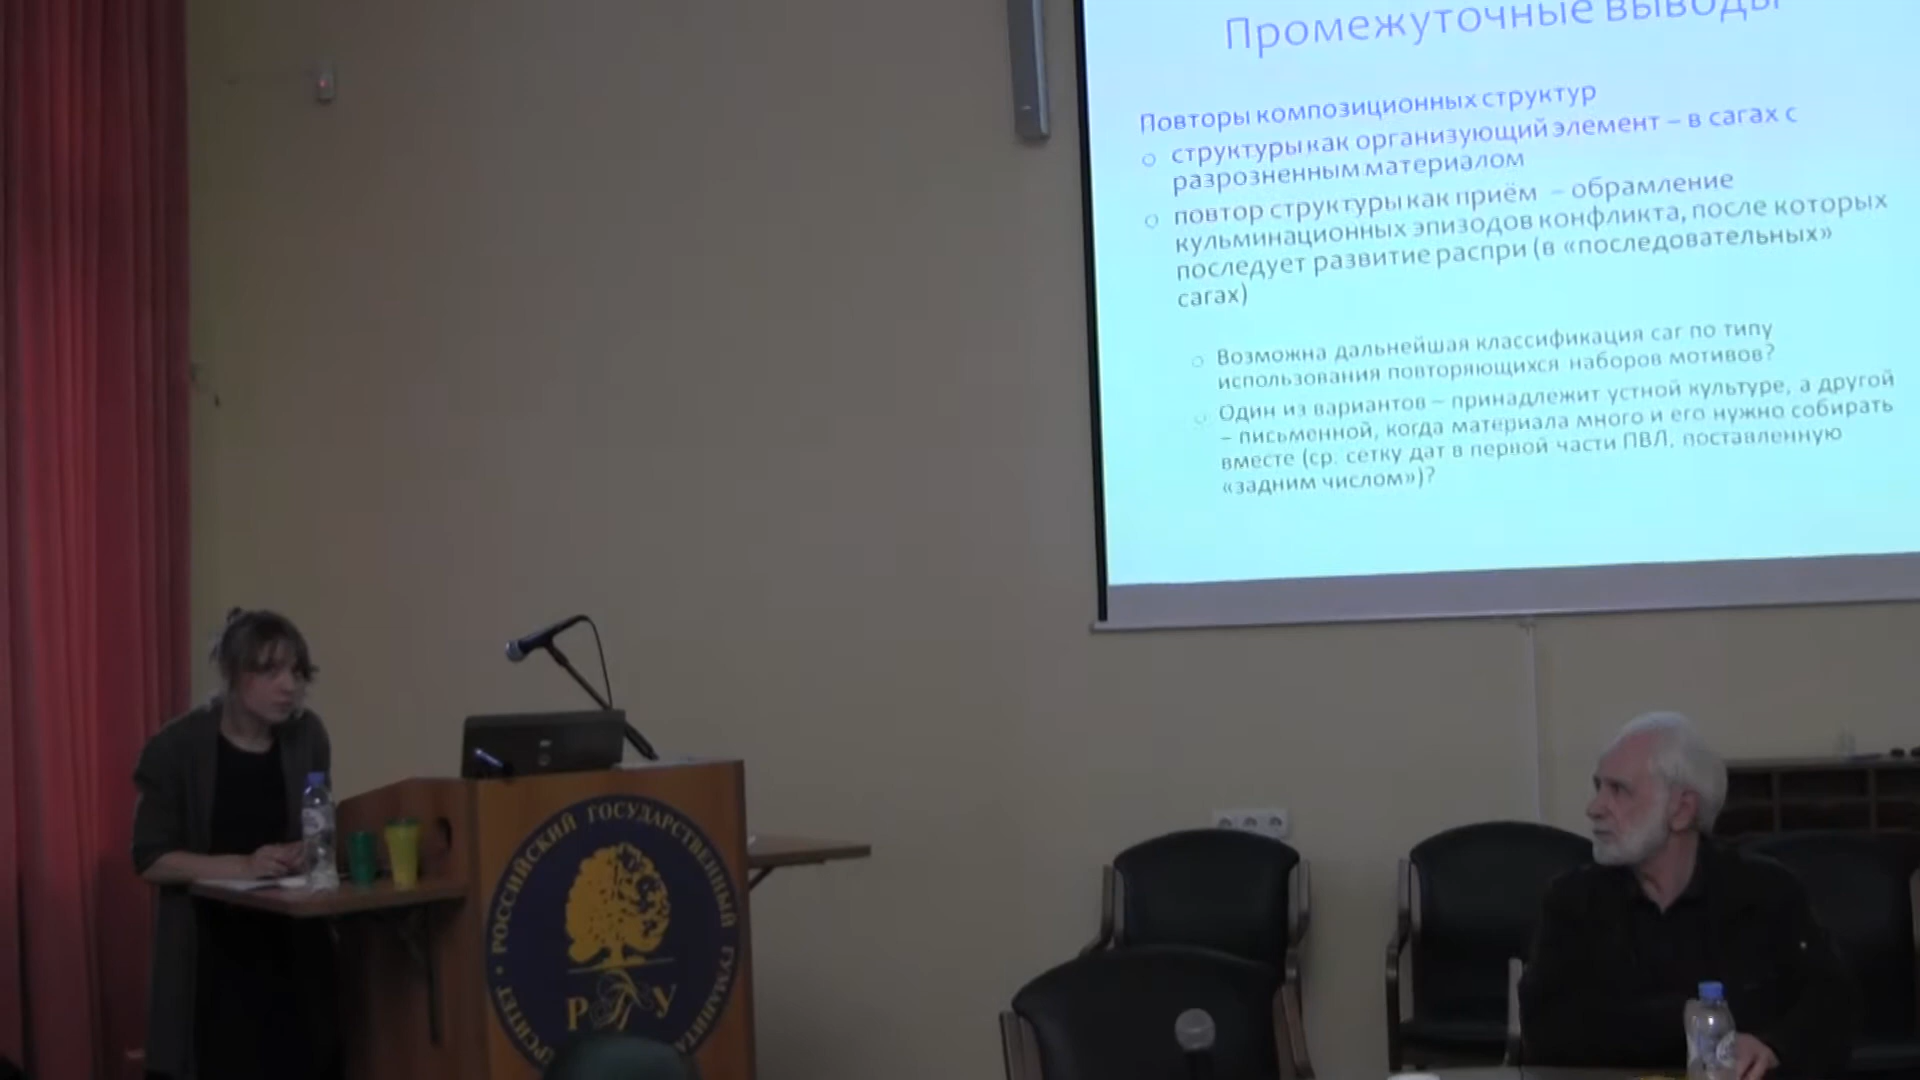 Промежуточные выводы
Повторы композиционных структур
структуры как организующий элемент – в сагах с
разрозненным материалом
повтор структуры как приём – обрамление
кульминационных эпизодов конфликта, после которых
последует развитие распри (в «последовательных»
сагах)
Возможна дальнейшая классификация саг по типу
использования повторяющихся наборов мотивов?
Один из вариантов – принадлежит устной культуре, а другой
– письменной, когда материала много и его нужно собирать
вместе (ср. сетку дат в первой части ПВЛ, поставленную
«задним числом»)?
РОССИЙСКИЙ ГОСУДАРСТВЕННЫЙ ГУМАНИТА
РСИТЕТ •
РГГУ